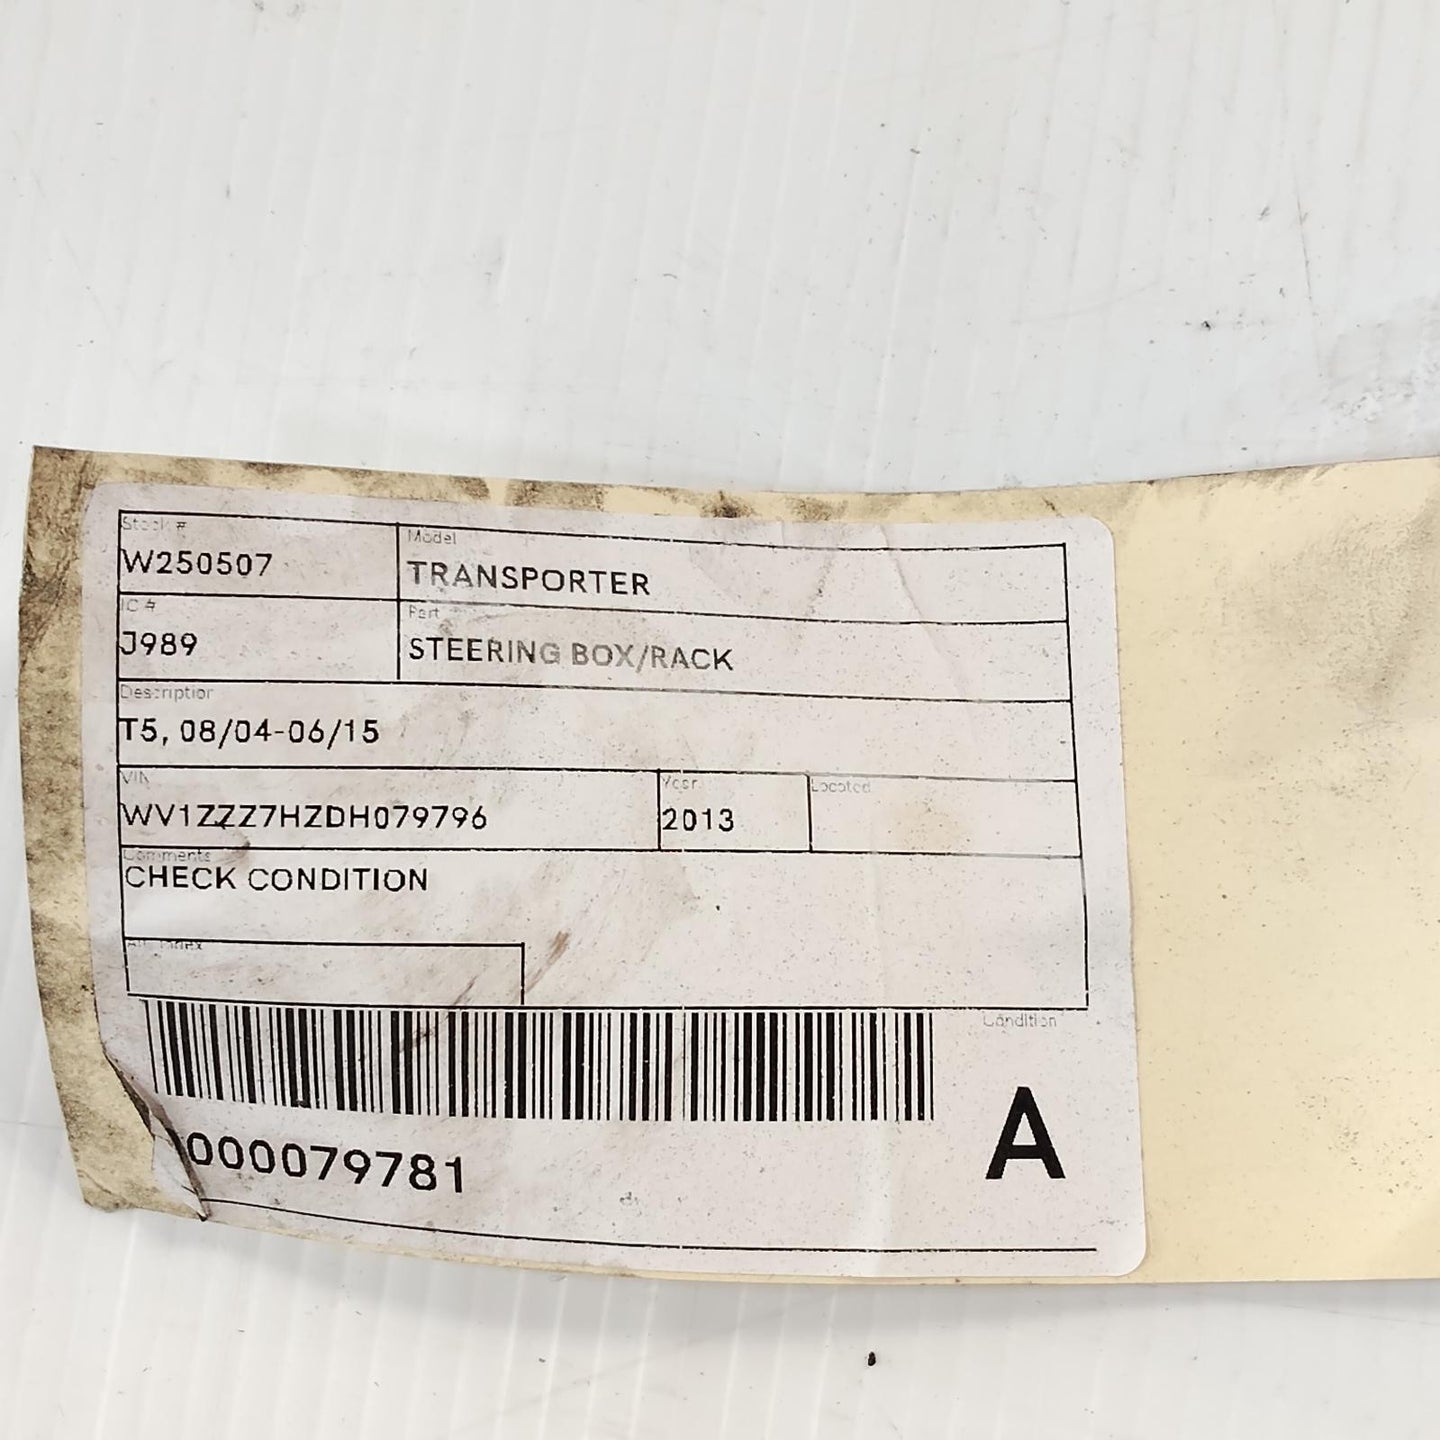 Stock #
W250507
Model
TRANSPORTER
IC #
J989
Part
STEERING BOX/RACK
Description
T5, 08/04-06/15
VIN
WV1ZZZ7HZDH079796
Year
2013
Located
Comments
CHECK CONDITION
Index
Condition
000079781
A